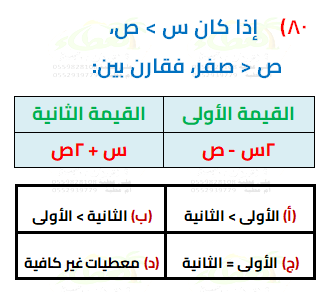 ٨٠) إذا كان س > ص،
ص < صفر، فقارن بين:
القيمة الأولى القيمة الثانية
٢س - ص س + ٢ص
(أ) الأولى > الثانية (ب) الثانية > الأولى
(ج) الأولى = الثانية (د) معطيات غير كافية